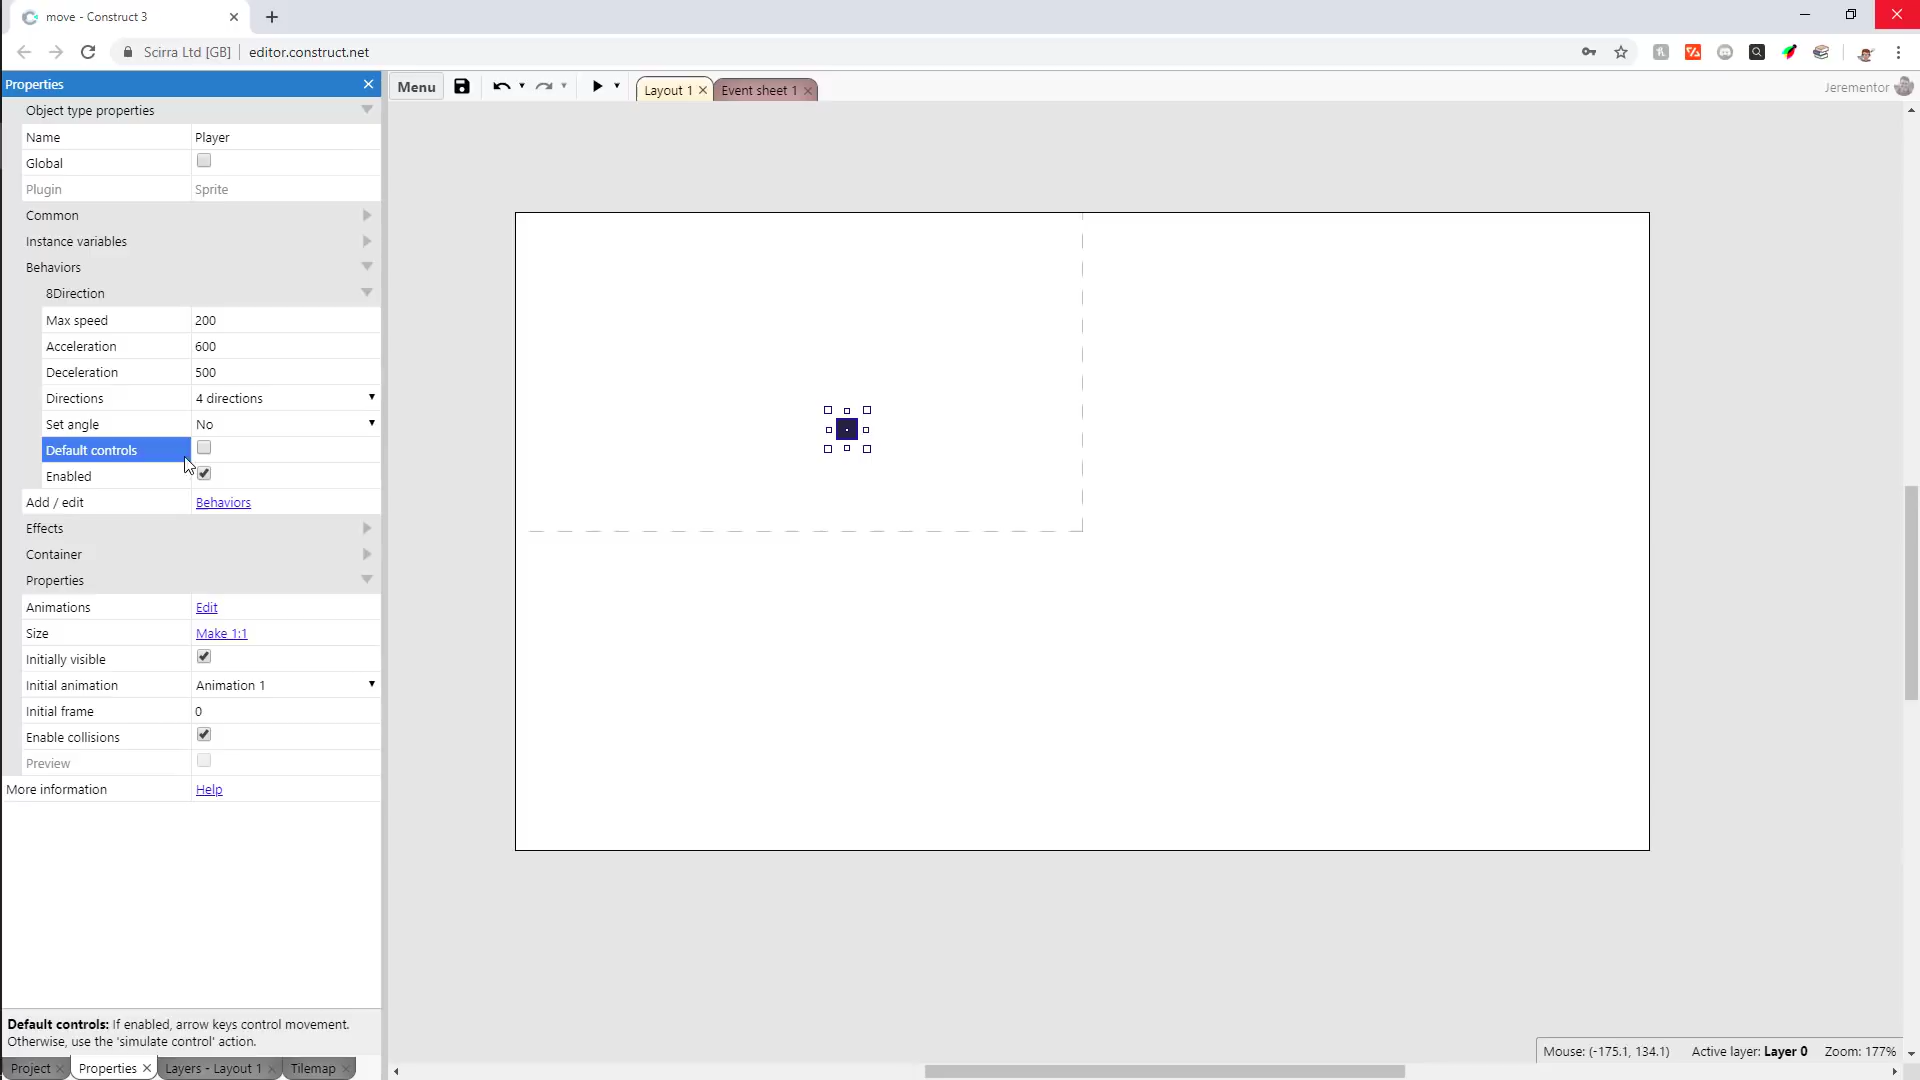 move - Construct 3
Scirra Ltd [GB]
editor.construct.net
Properties
Menu
Layout 1
Event sheet 1
Jerementor
Object type properties
Name Player
Global
Plugin Sprite
Common
Instance variables
Behaviors
8Direction
Max speed 200
Acceleration 600
Deceleration 500
Directions 4 directions
Set angle No
Default controls
Enabled
Add / edit Behaviors
Effects
Container
Properties
Animations Edit
Size Make 1:1
Initially visible
Initial animation Animation 1
Initial frame 0
Enable collisions
Preview
More information Help
Default controls: If enabled, arrow keys control movement.
Otherwise, use the 'simulate control' action.
Mouse: (-175.1, 134.1) Active layer: Layer 0 Zoom: 177%
Project Properties Layers - Layout 1 Tilemap